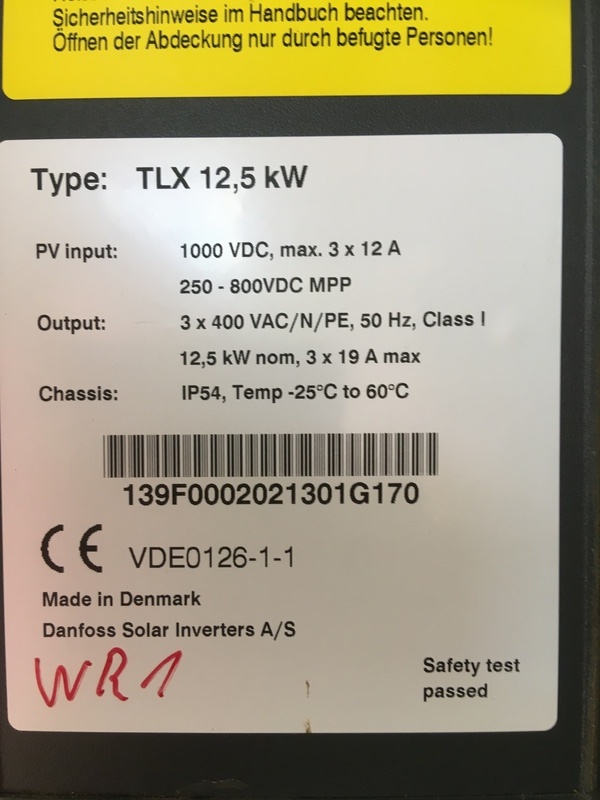 Sicherheitshinweise im Handbuch beachten.
Öffnen der Abdeckung nur durch befugte Personen!
Type: TLX 12,5 kW
PV input: 1000 VDC, max. 3 x 12 A
250 - 800VDC MPP
Output: 3 x 400 VAC/N/PE, 50 Hz, Class I
12,5 kW nom, 3 x 19 A max
Chassis: IP54, Temp -25°C to 60°C
139F0002021301G170
CE VDE0126-1-1
Made in Denmark
Danfoss Solar Inverters A/S
WR1
Safety test
passed